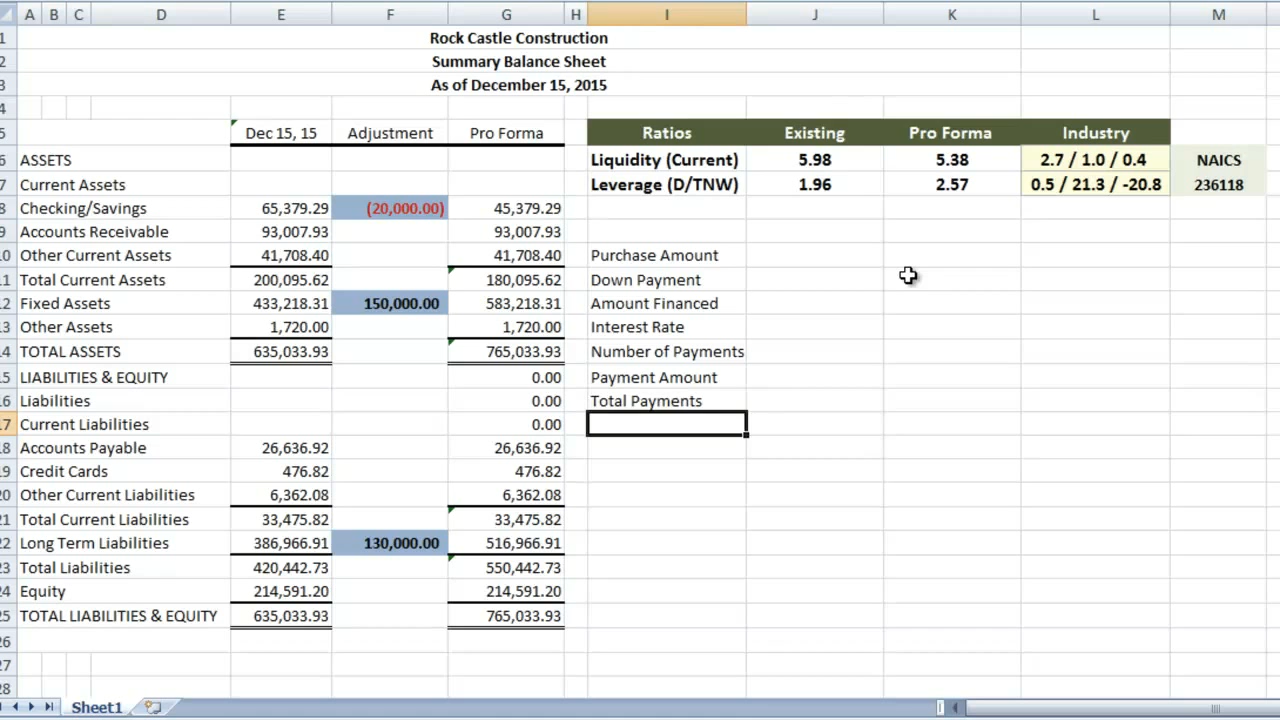 A B C D E F G H I J K L M
1 Rock Castle Construction
2 Summary Balance Sheet
3 As of December 15, 2015
4
5 Dec 15, 15 Adjustment Pro Forma Ratios Existing Pro Forma Industry
6 ASSETS Liquidity (Current) 5.98 5.38 2.7 / 1.0 / 0.4 NAICS
7 Current Assets Leverage (D/TNW) 1.96 2.57 0.5 / 21.3 / -20.8 236118
8 Checking/Savings 65,379.29 (20,000.00) 45,379.29
9 Accounts Receivable 93,007.93 93,007.93
10 Other Current Assets 41,708.40 41,708.40 Purchase Amount
11 Total Current Assets 200,095.62 180,095.62 Down Payment
12 Fixed Assets 433,218.31 150,000.00 583,218.31 Amount Financed
13 Other Assets 1,720.00 1,720.00 Interest Rate
14 TOTAL ASSETS 635,033.93 765,033.93 Number of Payments
15 LIABILITIES & EQUITY 0.00 Payment Amount
16 Liabilities 0.00 Total Payments
17 Current Liabilities 0.00
18 Accounts Payable 26,636.92 26,636.92
19 Credit Cards 476.82 476.82
20 Other Current Liabilities 6,362.08 6,362.08
21 Total Current Liabilities 33,475.82 33,475.82
22 Long Term Liabilities 386,966.91 130,000.00 516,966.91
23 Total Liabilities 420,442.73 550,442.73
24 Equity 214,591.20 214,591.20
25 TOTAL LIABILITIES & EQUITY 635,033.93 765,033.93
26
27
28
Sheet1